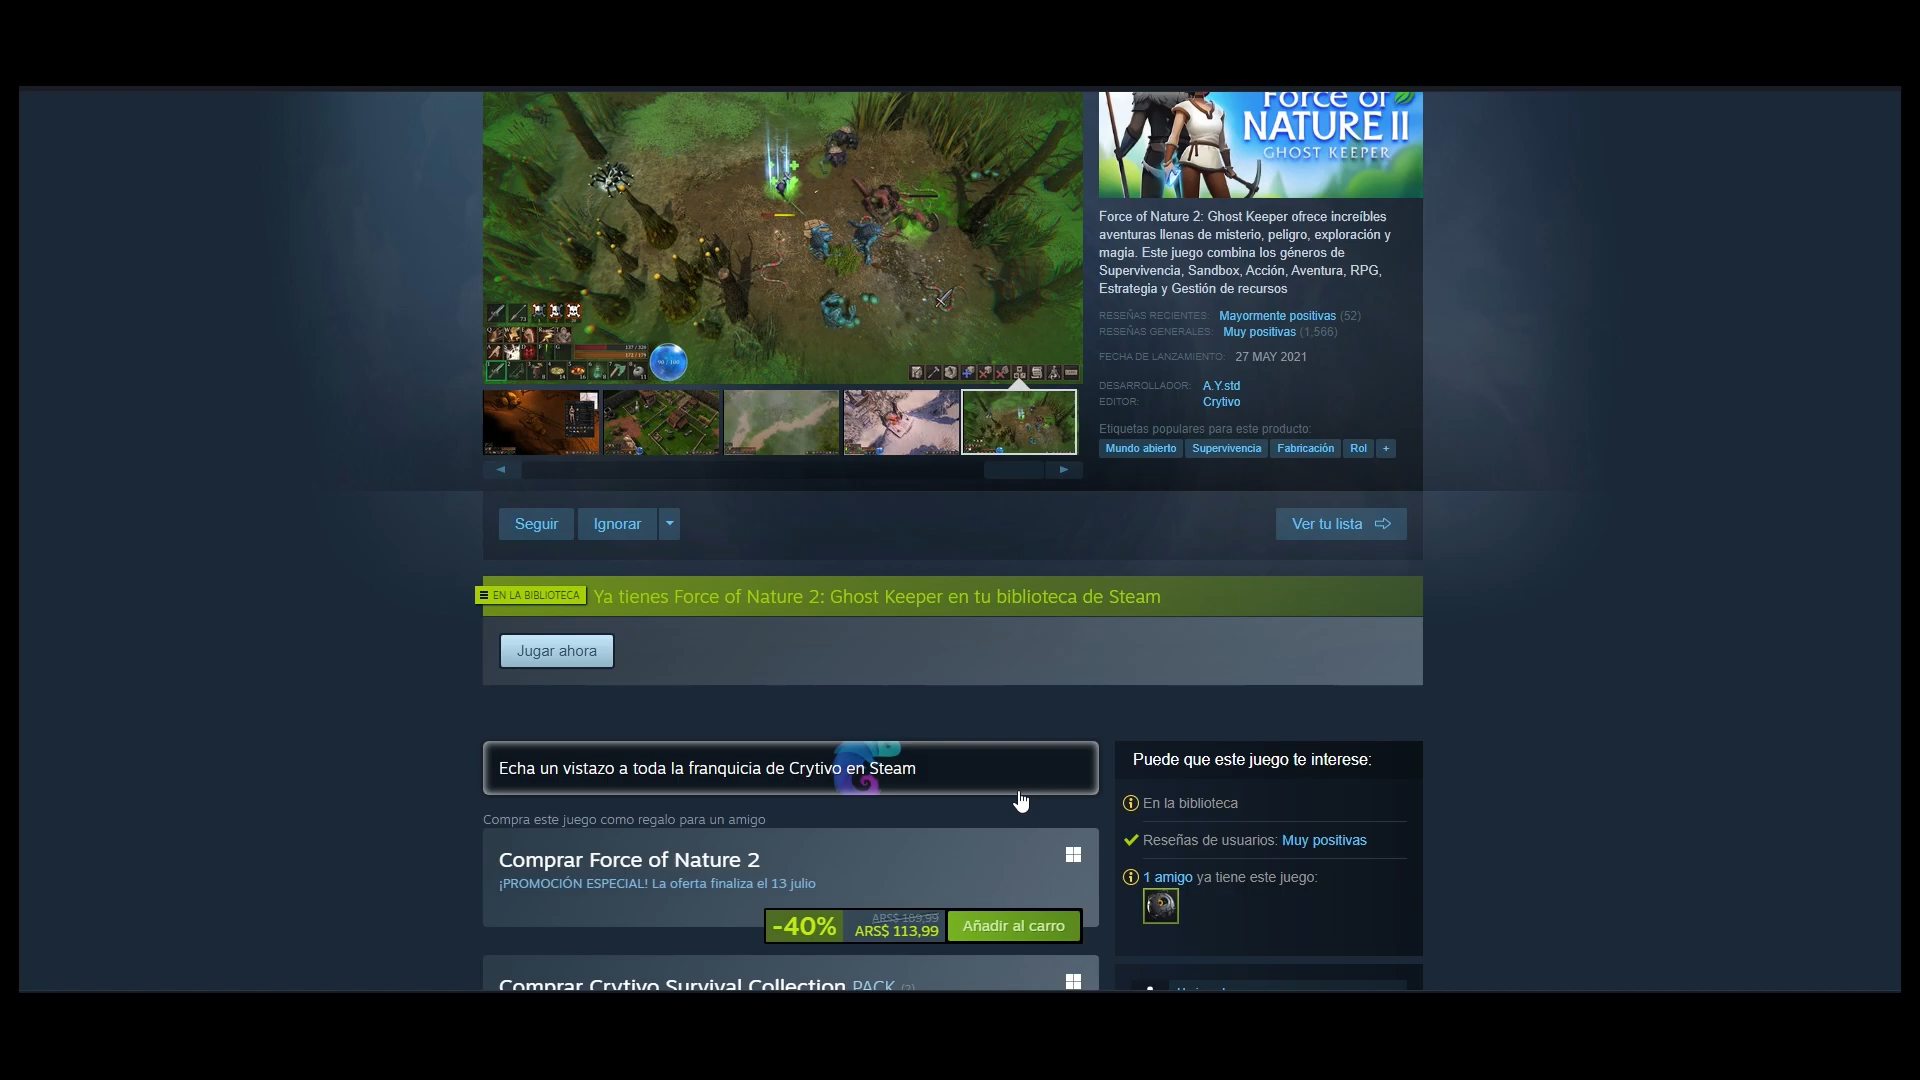 Force of
NATURE II
GHOST KEEPER
Force of Nature 2: Ghost Keeper ofrece increíbles
aventuras llenas de misterio, peligro, exploración y
magia. Este juego combina los géneros de
Supervivencia, Sandbox, Acción, Aventura, RPG,
Estrategia y Gestión de recursos
RESEÑAS RECIENTES: Mayormente positivas (52)
RESEÑAS GENERALES: Muy positivas (1,566)
FECHA DE LANZAMIENTO: 27 MAY 2021
DESARROLLADOR: A.Y.std
EDITOR: Crytivo
Etiquetas populares para este producto:
Mundo abierto Supervivencia Fabricación Rol +
Seguir Ignorar Ver tu lista
EN LA BIBLIOTECA Ya tienes Force of Nature 2: Ghost Keeper en tu biblioteca de Steam
Jugar ahora
Echa un vistazo a toda la franquicia de Crytivo en Steam
Compra este juego como regalo para un amigo
Comprar Force of Nature 2
¡PROMOCIÓN ESPECIAL! La oferta finaliza el 13 julio
-40% ARS$ 189,99 ARS$ 113,99 Añadir al carro
Comprar Crytivo Survival Collection PACK
Puede que este juego te interese:
En la biblioteca
Reseñas de usuarios: Muy positivas
1 amigo ya tiene este juego: